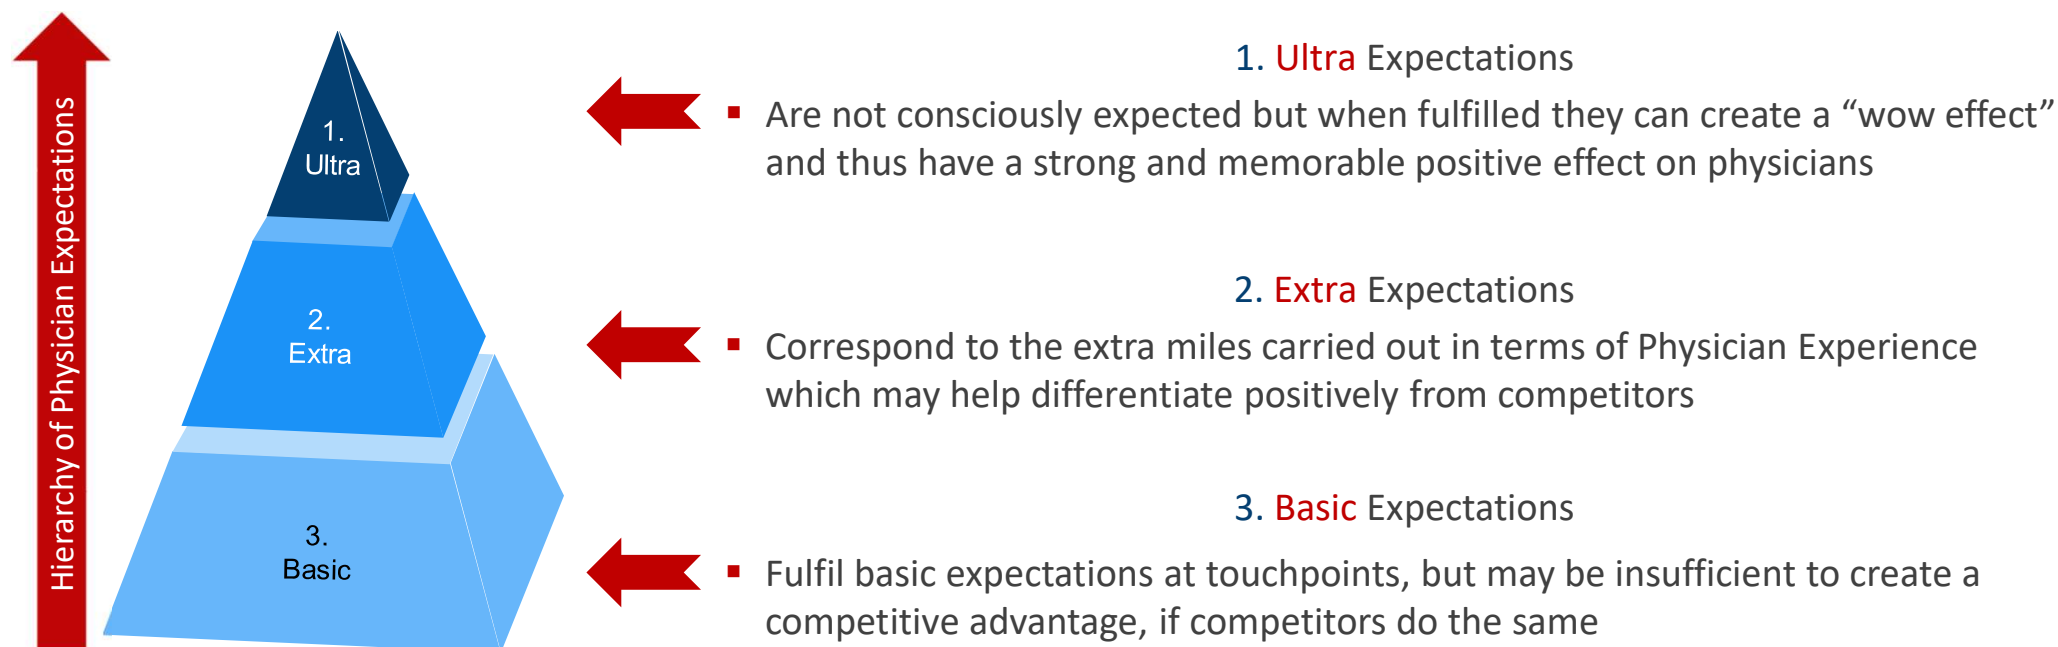 Hierarchy of Physician Expectations
1.
Ultra
2.
Extra
3.
Basic
1. Ultra Expectations
▪ Are not consciously expected but when fulfilled they can create a “wow effect”
and thus have a strong and memorable positive effect on physicians
2. Extra Expectations
▪ Correspond to the extra miles carried out in terms of Physician Experience
which may help differentiate positively from competitors
3. Basic Expectations
▪ Fulfil basic expectations at touchpoints, but may be insufficient to create a
competitive advantage, if competitors do the same